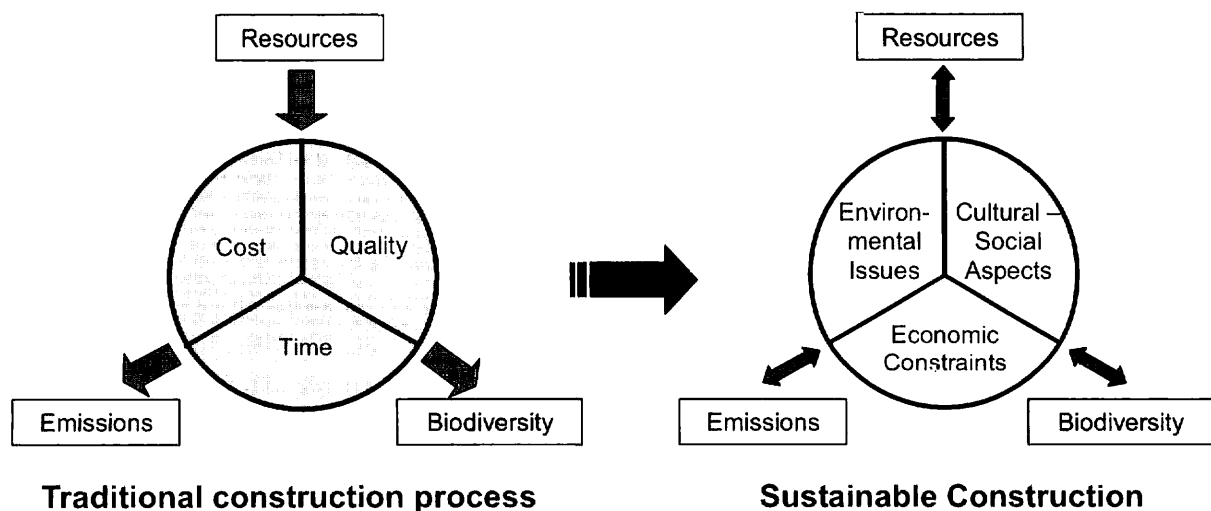 Resources
Cost
Quality
Time
Emissions
Biodiversity
Traditional construction process
Resources
Environ-
mental
Issues
Cultural –
Social
Aspects
Economic
Constraints
Emissions
Biodiversity
Sustainable Construction